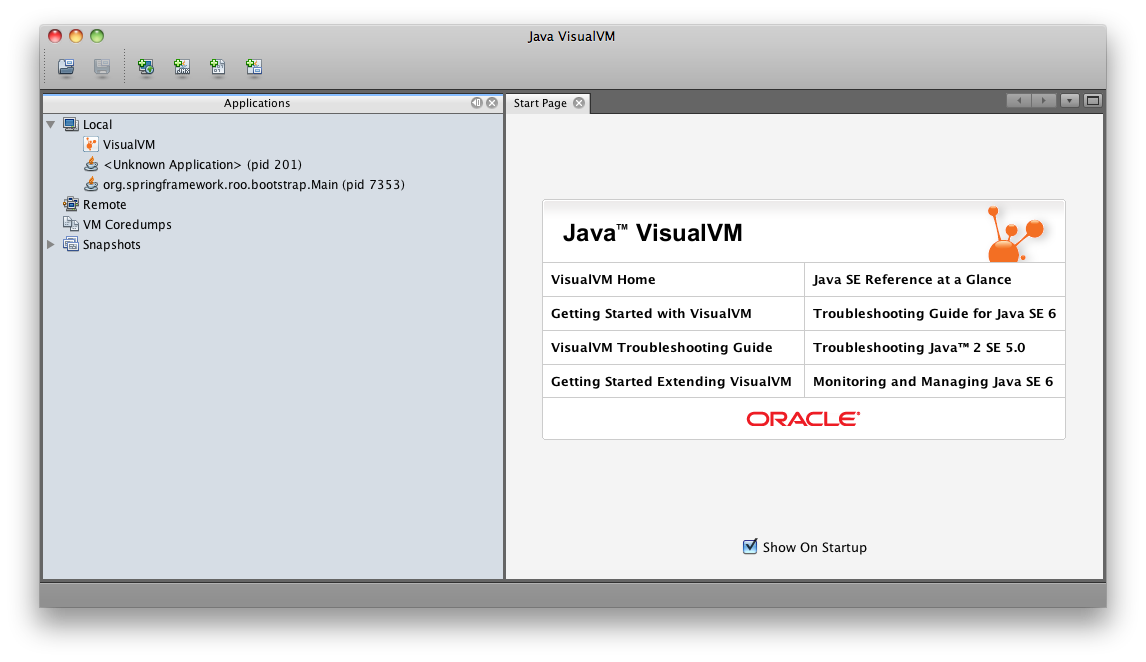 Java VisualVM
Applications
Start Page
Local
VisualVM
<Unknown Application> (pid 201)
org.springframework.roo.bootstrap.Main (pid 7353)
Remote
VM Coredumps
Snapshots
Java™ VisualVM
VisualVM Home
Java SE Reference at a Glance
Getting Started with VisualVM
Troubleshooting Guide for Java SE 6
VisualVM Troubleshooting Guide
Troubleshooting Java™ 2 SE 5.0
Getting Started Extending VisualVM
Monitoring and Managing Java SE 6
ORACLE
Show On Startup